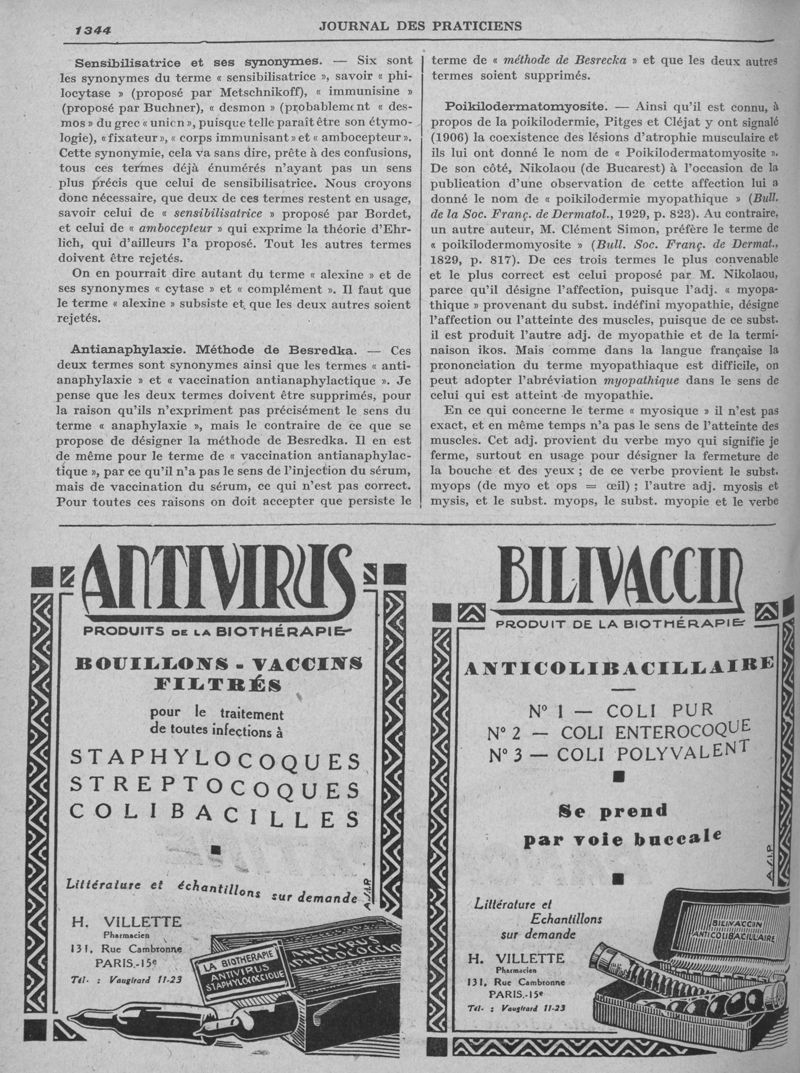 1344
JOURNAL DES PRATICIENS
Sensibilisatrice et ses synonymes. — Six sont
les synonymes du terme « sensibilisatrice », savoir « phi-
locytase » (proposé par Metschnikoff), « immunisine »
(proposé par Buchner), « desmon » (probablement « des-
mos » du grec « union », puisque telle paraît être son étymo-
logie), « fixateur », « corps immunisant » et « ambocepteur ».
Cette synonymie, cela va sans dire, prête à des confusions,
tous ces termes déjà énumérés n'ayant pas un sens
plus précis que celui de sensibilisatrice. Nous croyons
donc nécessaire, que deux de ces termes restent en usage,
savoir celui de « sensibilisatrice » proposé par Bordet,
et celui de « ambocepteur » qui exprime la théorie d'Ehr-
lich, qui d'ailleurs l'a proposé. Tout les autres termes
doivent être rejetés.
On en pourrait dire autant du terme « alexine » et de
ses synonymes « cytase » et « complément ». Il faut que
le terme « alexine » subsiste et que les deux autres soient
rejetés.
Antianaphylaxie. Méthode de Besredka. — Ces
deux termes sont synonymes ainsi que les termes « anti-
anaphylaxie » et « vaccination antianaphylactique ». Je
pense que les deux termes doivent être supprimés, pour
la raison qu'ils n'expriment pas précisément le sens du
terme « anaphylaxie », mais le contraire de ce que se
propose de désigner la méthode de Besredka. Il en est
de même pour le terme de « vaccination antianaphylac-
tique », par ce qu'il n'a pas le sens de l'injection du sérum,
mais de vaccination du sérum, ce qui n'est pas correct.
Pour toutes ces raisons on doit accepter que persiste le
terme de « méthode de Besrecka » et que les deux autres
termes soient supprimés.
Poikilodermatomyosite. — Ainsi qu'il est connu, à
propos de la poikilodermie, Pitges et Cléjat y ont signalé
(1906) la coexistence des lésions d'atrophie musculaire et
ils lui ont donné le nom de « Poikilodermatomyosite ».
De son côté, Nikolaou (de Bucarest) à l'occasion de la
publication d'une observation de cette affection lui a
donné le nom de « poikilodermie myopathique » (Bull.
de la Soc. Franç. de Dermatol., 1929, p. 823). Au contraire,
un autre auteur, M. Clément Simon, préfère le terme de
« poikilodermomyosite » (Bull. Soc. Franç. de Dermat.,
1829, p. 817). De ces trois termes le plus convenable
et le plus correct est celui proposé par M. Nikolaou,
parce qu'il désigne l'affection, puisque l'adj. « myopa-
thique » provenant du subst. indéfini myopathie, désigne
l'affection ou l'atteinte des muscles, puisque de ce subst.
il est produit l'autre adj. de myopathie et de la termi-
naison ikos. Mais comme dans la langue française la
prononciation du terme myopathiaque est difficile, on
peut adopter l'abréviation myopathique dans le sens de
celui qui est atteint de myopathie.
En ce qui concerne le terme « myosique » il n'est pas
exact, et en même temps n'a pas le sens de l'atteinte des
muscles. Cet adj. provient du verbe myo qui signifie je
ferme, surtout en usage pour désigner la fermeture de
la bouche et des yeux ; de ce verbe provient le subst.
myops (de myo et ops = œil) ; l'autre adj. myosis et
mysis, et le subst. myops, le subst. myopie et le verbe
ANTIVIRUS
PRODUITS DE LA BIOTHÉRAPIE
BOUILLONS - VACCINS
FILTRÉS
pour le traitement
de toutes infections à
STAPHYLOCOQUES
STREPTOCOQUES
COLIBACILLES
Littérature et échantillons sur demande
A.SIR
H. VILLETTE
Pharmacien
131, Rue Cambronne
PARIS.-15e
Tél. : Vaugirard 11-23
LA BIOTHERAPIE
ANTIVIRUS
STAPHYLOCOCCIQUE
BILIVACCIN
PRODUIT DE LA BIOTHÉRAPIE
ANTICOLIBACILLAIRE
N° 1 — COLI PUR
N° 2 — COLI ENTEROCOQUE
N° 3 — COLI POLYVALENT
Se prend
par voie buccale
A.SIR
Littérature et
Echantillons
sur demande
H. VILLETTE
Pharmacien
131, Rue Cambronne
PARIS.-15e
Tél. : Vaugirard 11-23
BILIVACCIN
ANTICOLIBACILLAIRE